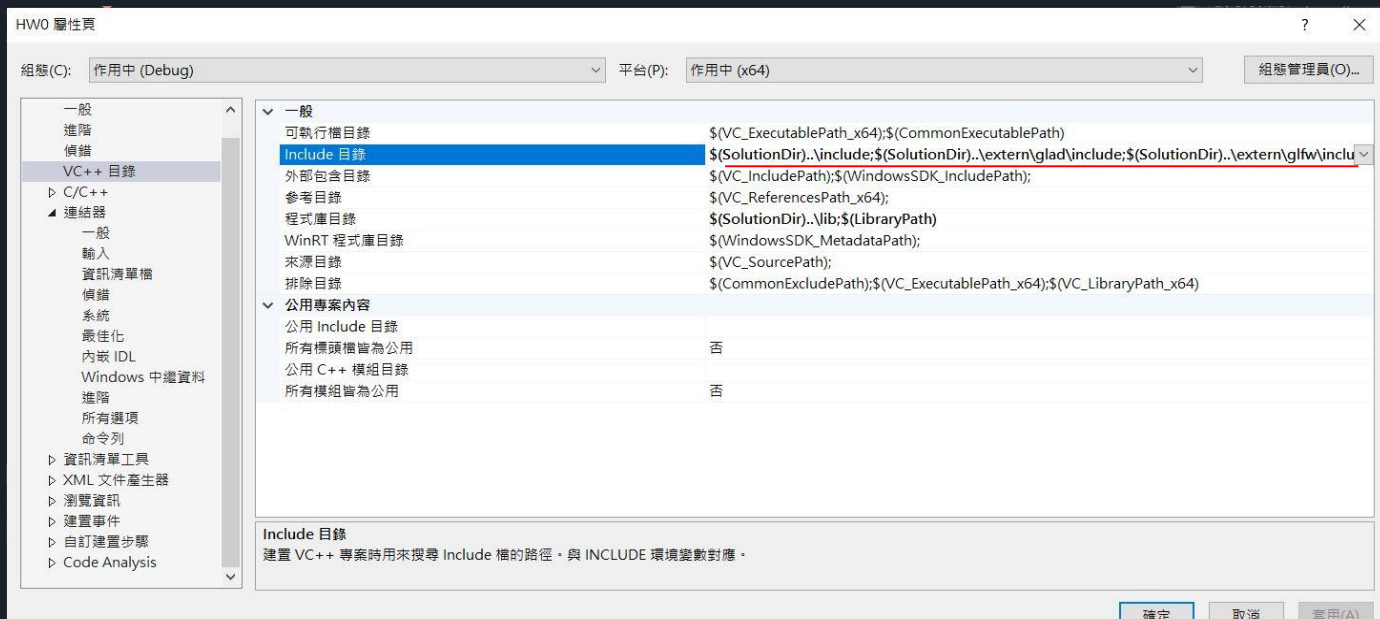 HW0 屬性頁
?
組態(C):
作用中 (Debug)
平台(P):
作用中 (x64)
組態管理員(O)...
一般
進階
偵錯
VC++ 目錄
C/C++
連結器
一般
輸入
資訊清單檔
偵錯
系統
最佳化
內嵌 IDL
Windows 中繼資料
進階
所有選項
命令列
資訊清單工具
XML 文件產生器
瀏覽資訊
建置事件
自訂建置步驟
Code Analysis
一般
可執行檔目錄 $(VC_ExecutablePath_x64);$(CommonExecutablePath)
Include 目錄 $(SolutionDir)..\include;$(SolutionDir)..\extern\glad\include;$(SolutionDir)..\extern\glfw\inclu
外部包含目錄 $(VC_IncludePath);$(WindowsSDK_IncludePath);
參考目錄 $(VC_ReferencesPath_x64);
程式庫目錄 $(SolutionDir)..\lib;$(LibraryPath)
WinRT 程式庫目錄 $(WindowsSDK_MetadataPath);
來源目錄 $(VC_SourcePath);
排除目錄 $(CommonExcludePath);$(VC_ExecutablePath_x64);$(VC_LibraryPath_x64)
公用專案內容
公用 Include 目錄
所有標頭檔皆為公用 否
公用 C++ 模組目錄
所有模組皆為公用 否
Include 目錄
建置 VC++ 專案時用來搜尋 Include 檔的路徑。與 INCLUDE 環境變數對應。
確定
取消
套用(A)